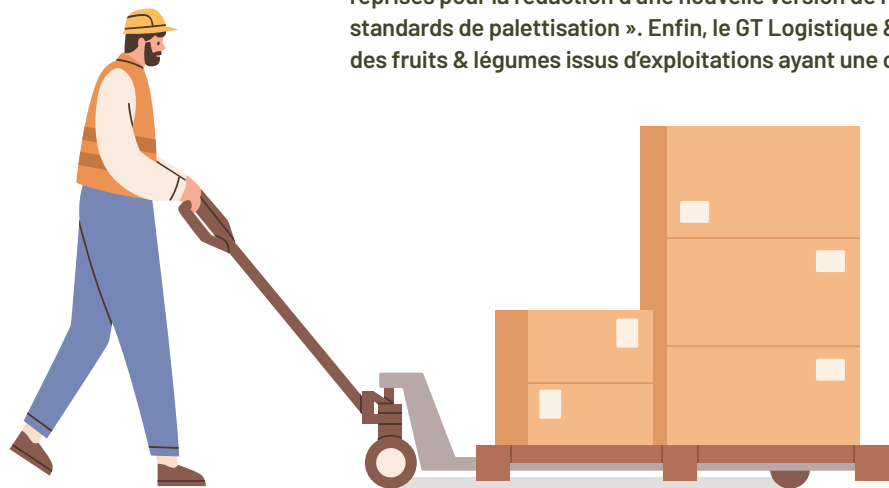 reprises pour la rédaction d'une nouvelle version de
standards de palettisation ». Enfin, le GT Logistique &
des fruits & légumes issus d'exploitations ayant une